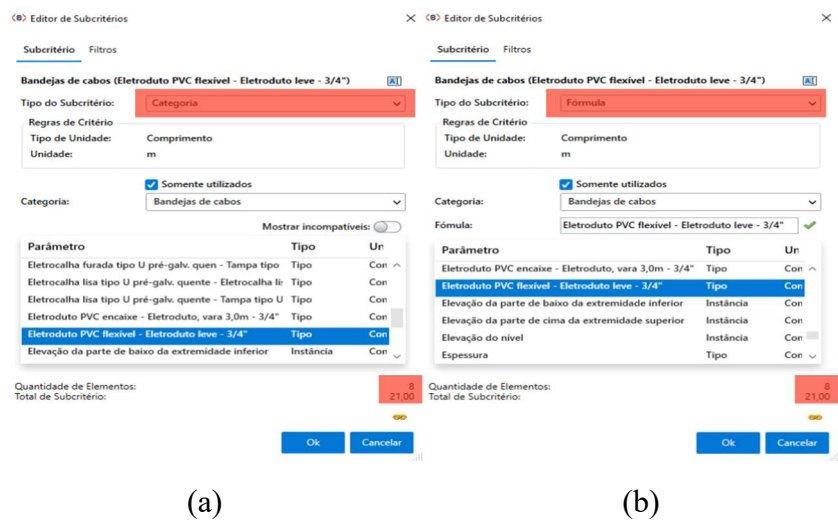 Editor de Subcritérios
Subcritério Filtros
Bandejas de cabos (Eletroduto PVC flexível - Eletroduto leve - 3/4")
Tipo do Subcritério: Categoria
Regras de Critério
Tipo de Unidade: Comprimento
Unidade: m
Somente utilizados
Categoria: Bandejas de cabos
Mostrar incompatíveis:
Parâmetro Tipo Un
Eletrocalha furada tipo U pré-galv. quen - Tampa tipo Tipo Con
Eletrocalha lisa tipo U pré-galv. quente - Eletrocalha li Tipo Con
Eletrocalha lisa tipo U pré-galv. quente - Tampa tipo U Tipo Con
Eletroduto PVC encaixe - Eletroduto, vara 3,0m - 3/4" Tipo Con
Eletroduto PVC flexível - Eletroduto leve - 3/4" Tipo Con
Elevação da parte de baixo da extremidade inferior Instância Con
Quantidade de Elementos: 8
Total de Subcritério: 21,00
Ok Cancelar
(a)
Editor de Subcritérios
Subcritério Filtros
Bandejas de cabos (Eletroduto PVC flexível - Eletroduto leve - 3/4")
Tipo do Subcritério: Fórmula
Regras de Critério
Tipo de Unidade: Comprimento
Unidade: m
Somente utilizados
Categoria: Bandejas de cabos
Fómula: Eletroduto PVC flexível - Eletroduto leve - 3/4"
Parâmetro Tipo Un
Eletroduto PVC encaixe - Eletroduto, vara 3,0m - 3/4" Tipo Con
Eletroduto PVC flexível - Eletroduto leve - 3/4" Tipo Con
Elevação da parte de baixo da extremidade inferior Instância Con
Elevação da parte de cima da extremidade superior Instância Con
Elevação do nível Instância Con
Espessura Tipo Con
Quantidade de Elementos: 8
Total de Subcritério: 21,00
Ok Cancelar
(b)